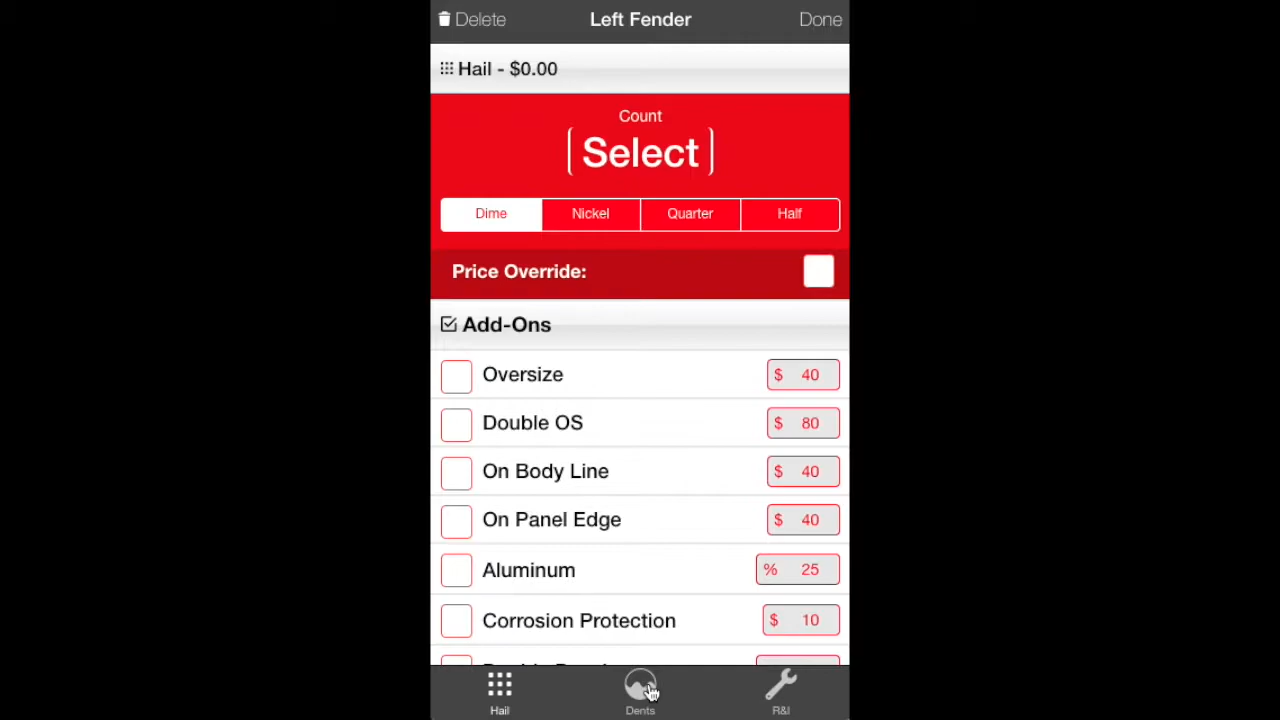 Delete Left Fender Done
Hail - $0.00
Count
Select
Dime Nickel Quarter Half
Price Override:
Add-Ons
Oversize $ 40
Double OS $ 80
On Body Line $ 40
On Panel Edge $ 40
Aluminum % 25
Corrosion Protection $ 10
Hail Dents R&I